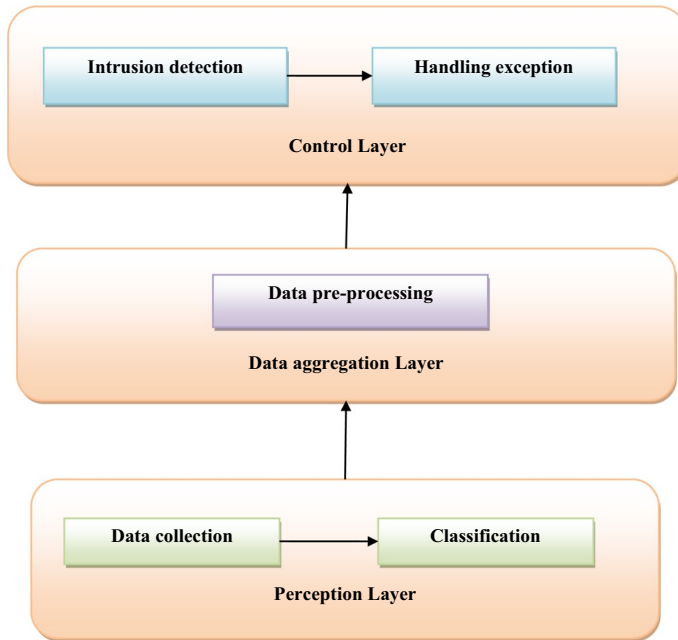 Intrusion detection
Handling exception
Control Layer
Data pre-processing
Data aggregation Layer
Data collection
Classification
Perception Layer